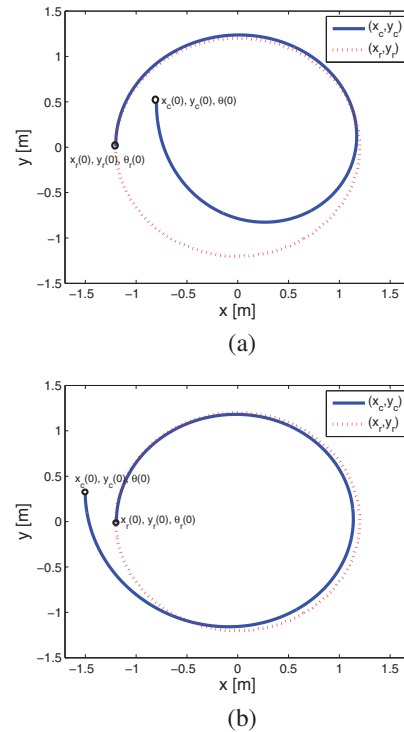 1.5
(x_c,y_c)
(x_r,y_r)
1
0.5
x_c(0), y_c(0), θ(0)
y [m]
0
x_r(0), y_r(0), θ_r(0)
−0.5
−1
−1.5
−1.5 −1 −0.5 0 0.5 1 1.5
x [m]
(a)
1.5
(x_c,y_c)
(x_r,y_r)
1
0.5
x_c(0), y_c(0), θ(0)
y [m]
0
x_r(0), y_r(0), θ_r(0)
−0.5
−1
−1.5
−1.5 −1 −0.5 0 0.5 1 1.5
x [m]
(b)